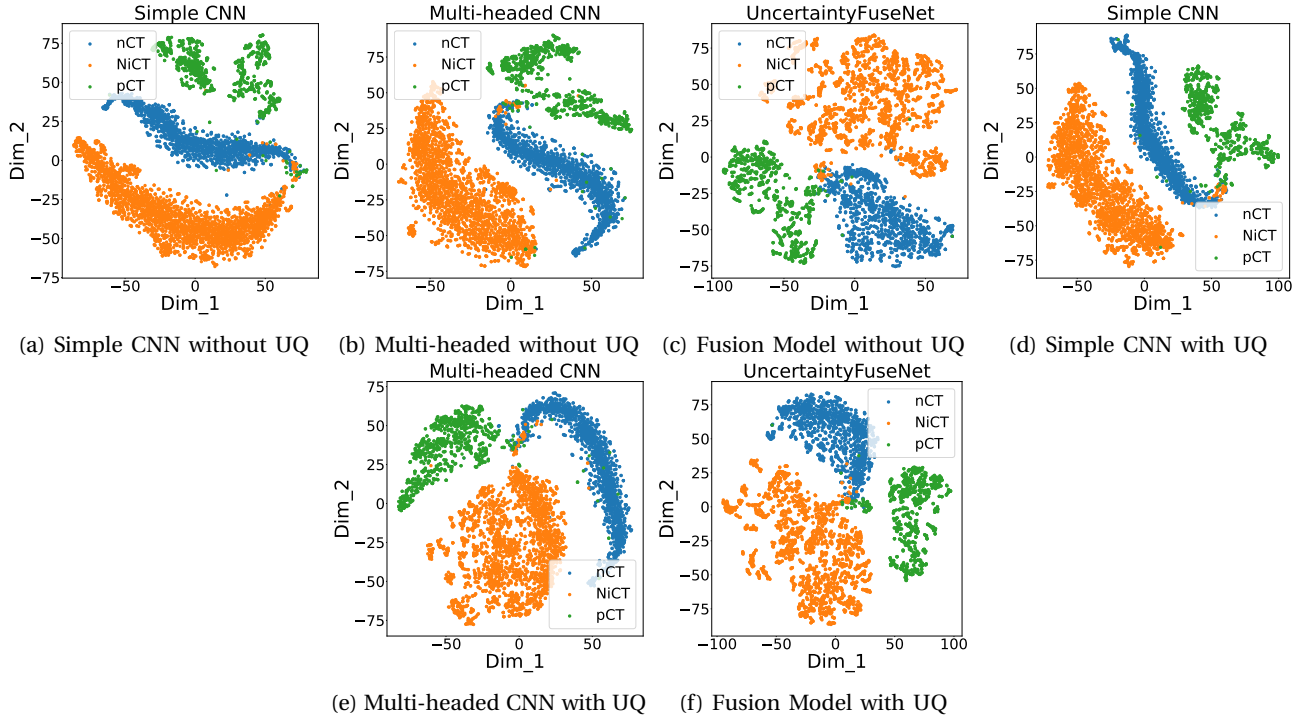 Simple CNN
Multi-headed CNN
UncertaintyFuseNet
Simple CNN
nCT
NiCT
pCT
Dim_2
75
50
25
0
−25
−50
−75
−50
0
50
Dim_1
nCT
NiCT
pCT
Dim_2
75
50
25
0
−25
−50
−75
−50
0
50
Dim_1
nCT
NiCT
pCT
Dim_2
75
50
25
0
−25
−50
−75
−100
−50
0
50
Dim_1
nCT
NiCT
pCT
Dim_2
75
50
25
0
−25
−50
−75
−50
0
50
100
Dim_1
(a) Simple CNN without UQ
(b) Multi-headed without UQ
(c) Fusion Model without UQ
(d) Simple CNN with UQ
Multi-headed CNN
UncertaintyFuseNet
nCT
NiCT
pCT
Dim_2
75
50
25
0
−25
−50
−75
−50
0
50
Dim_1
nCT
NiCT
pCT
Dim_2
75
50
25
0
−25
−50
−75
−100
−50
0
50
100
Dim_1
(e) Multi-headed CNN with UQ
(f) Fusion Model with UQ